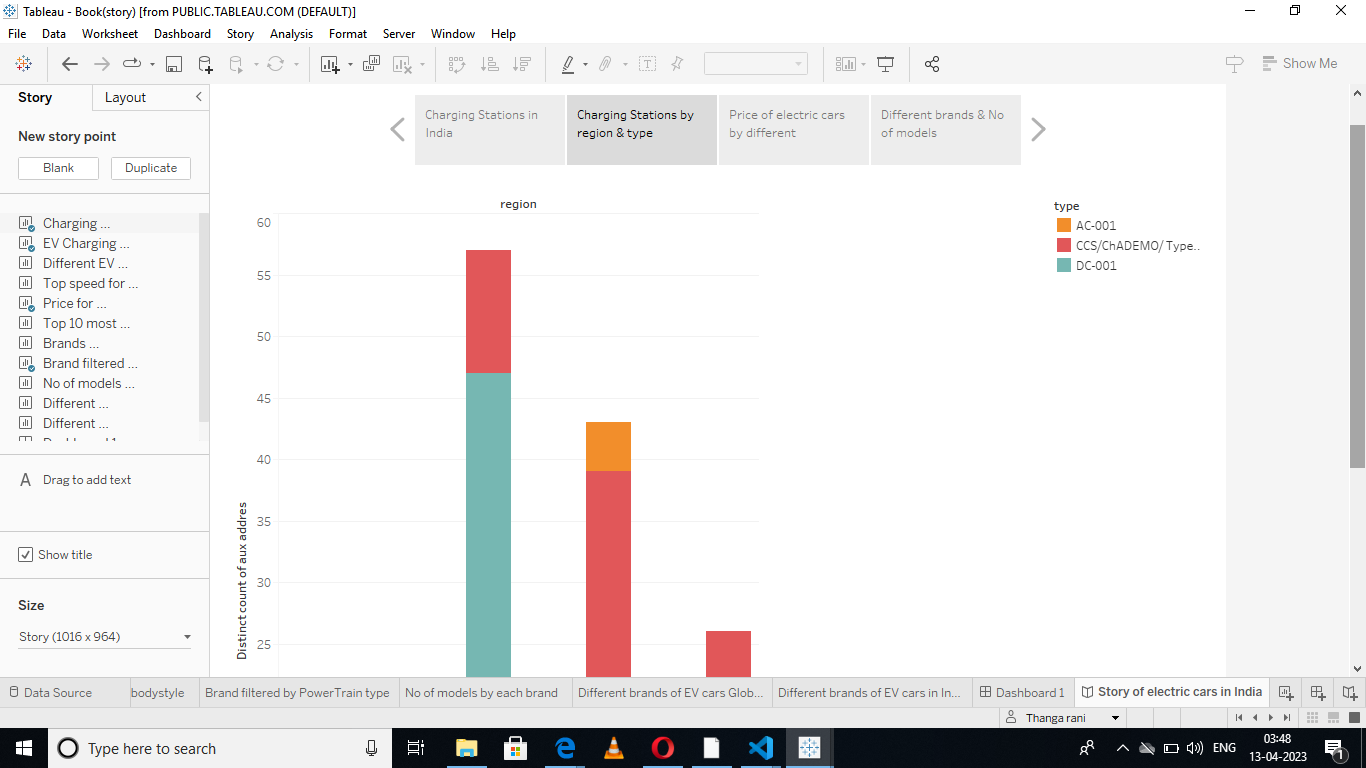 Tableau - Book(story) [from PUBLIC.TABLEAU.COM (DEFAULT)]
File Data Worksheet Dashboard Story Analysis Format Server Window Help
Show Me
Story Layout
New story point
Blank Duplicate
Charging ...
EV Charging ...
Different EV ...
Top speed for ...
Price for ...
Top 10 most ...
Brands ...
Brand filtered ...
No of models ...
Different ...
Different ...
A Drag to add text
Show title
Size
Story (1016 x 964)
Charging Stations in
India
Charging Stations by
region & type
Price of electric cars
by different
Different brands & No
of models
region
60
55
50
45
40
35
30
25
Distinct count of aux addres
type
AC-001
CCS/ChADEMO/ Type..
DC-001
Data Source bodystyle Brand filtered by PowerTrain type No of models by each brand Different brands of EV cars Glob... Different brands of EV cars in In... Dashboard 1 Story of electric cars in India
Thanga rani
Type here to search
ENG
03:48
13-04-2023
1